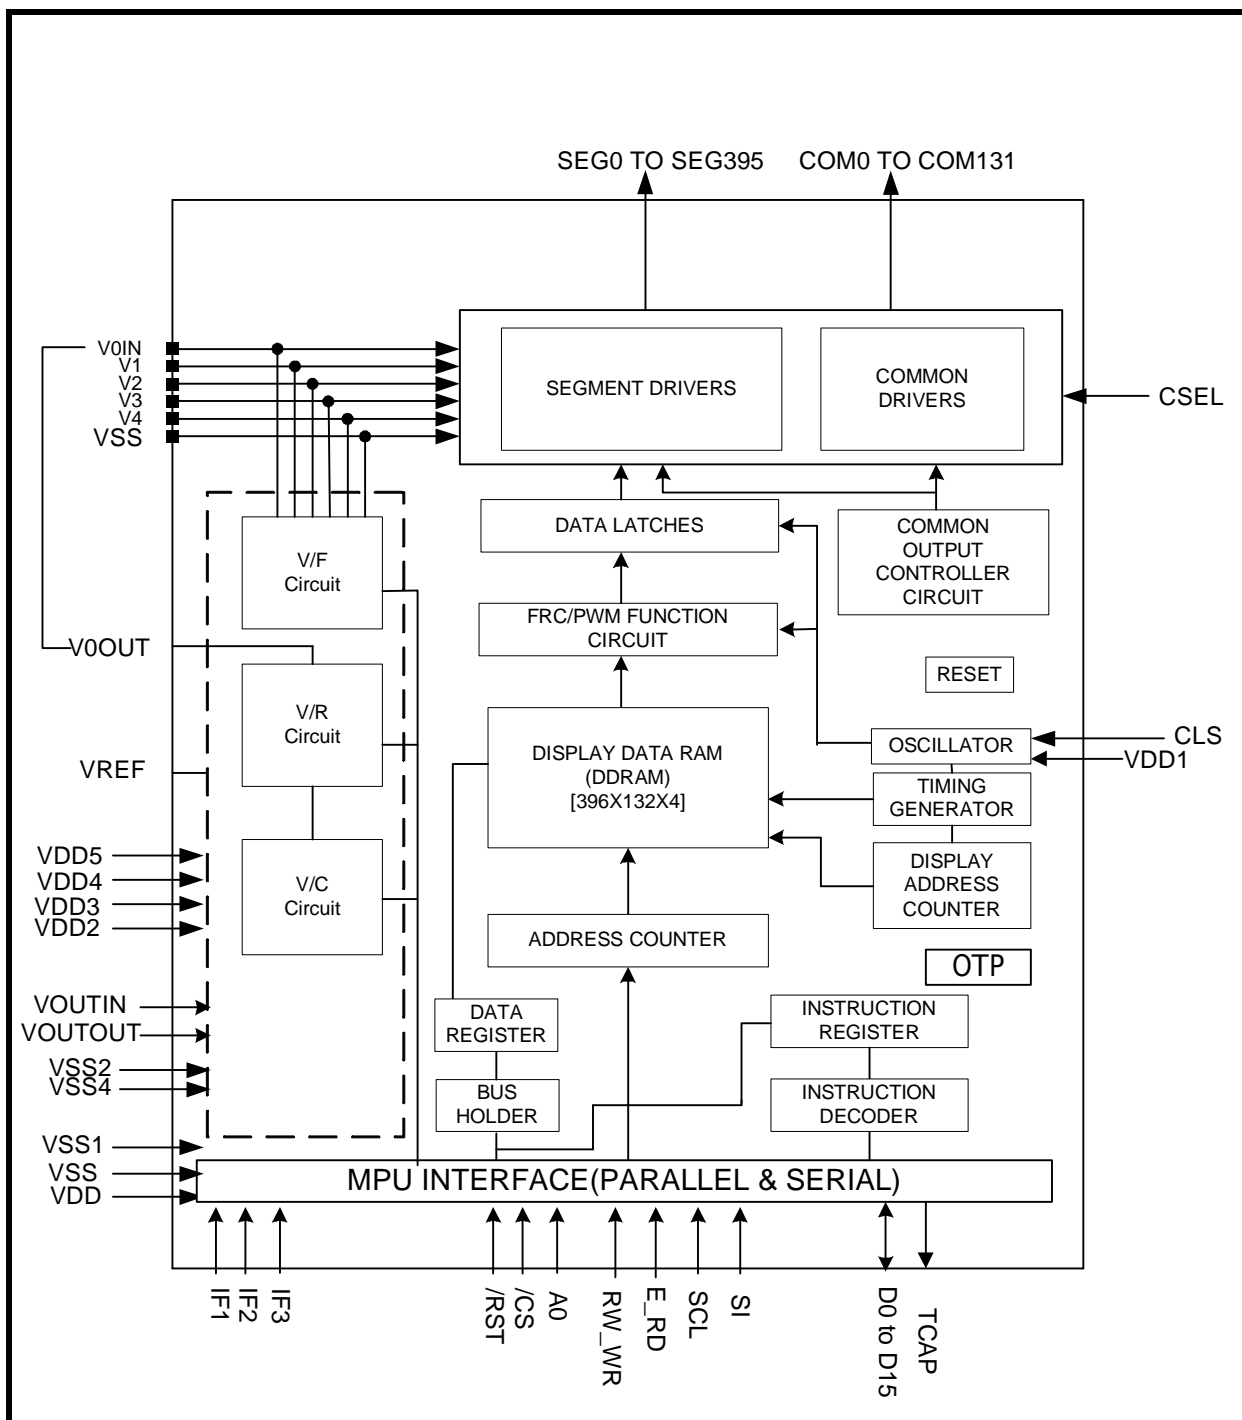 SEG0 TO SEG395
COM0 TO COM131
V0IN
V1
V2
V3
V4
VSS
SEGMENT DRIVERS
COMMON
DRIVERS
CSEL
V/F
Circuit
DATA LATCHES
COMMON
OUTPUT
CONTROLLER
CIRCUIT
FRC/PWM FUNCTION
CIRCUIT
V0OUT
RESET
V/R
Circuit
DISPLAY DATA RAM
(DDRAM)
[396X132X4]
OSCILLATOR
CLS
VDD1
VREF
TIMING
GENERATOR
VDD5
VDD4
VDD3
VDD2
V/C
Circuit
DISPLAY
ADDRESS
COUNTER
ADDRESS COUNTER
OTP
VOUTIN
VOUTOUT
DATA
REGISTER
INSTRUCTION
REGISTER
VSS2
VSS4
BUS
HOLDER
INSTRUCTION
DECODER
VSS1
VSS
VDD
MPU INTERFACE(PARALLEL & SERIAL)
IF1
IF2
IF3
/RST
/CS
A0
RW_WR
E_RD
SCL
SI
D0 to D15
TCAP